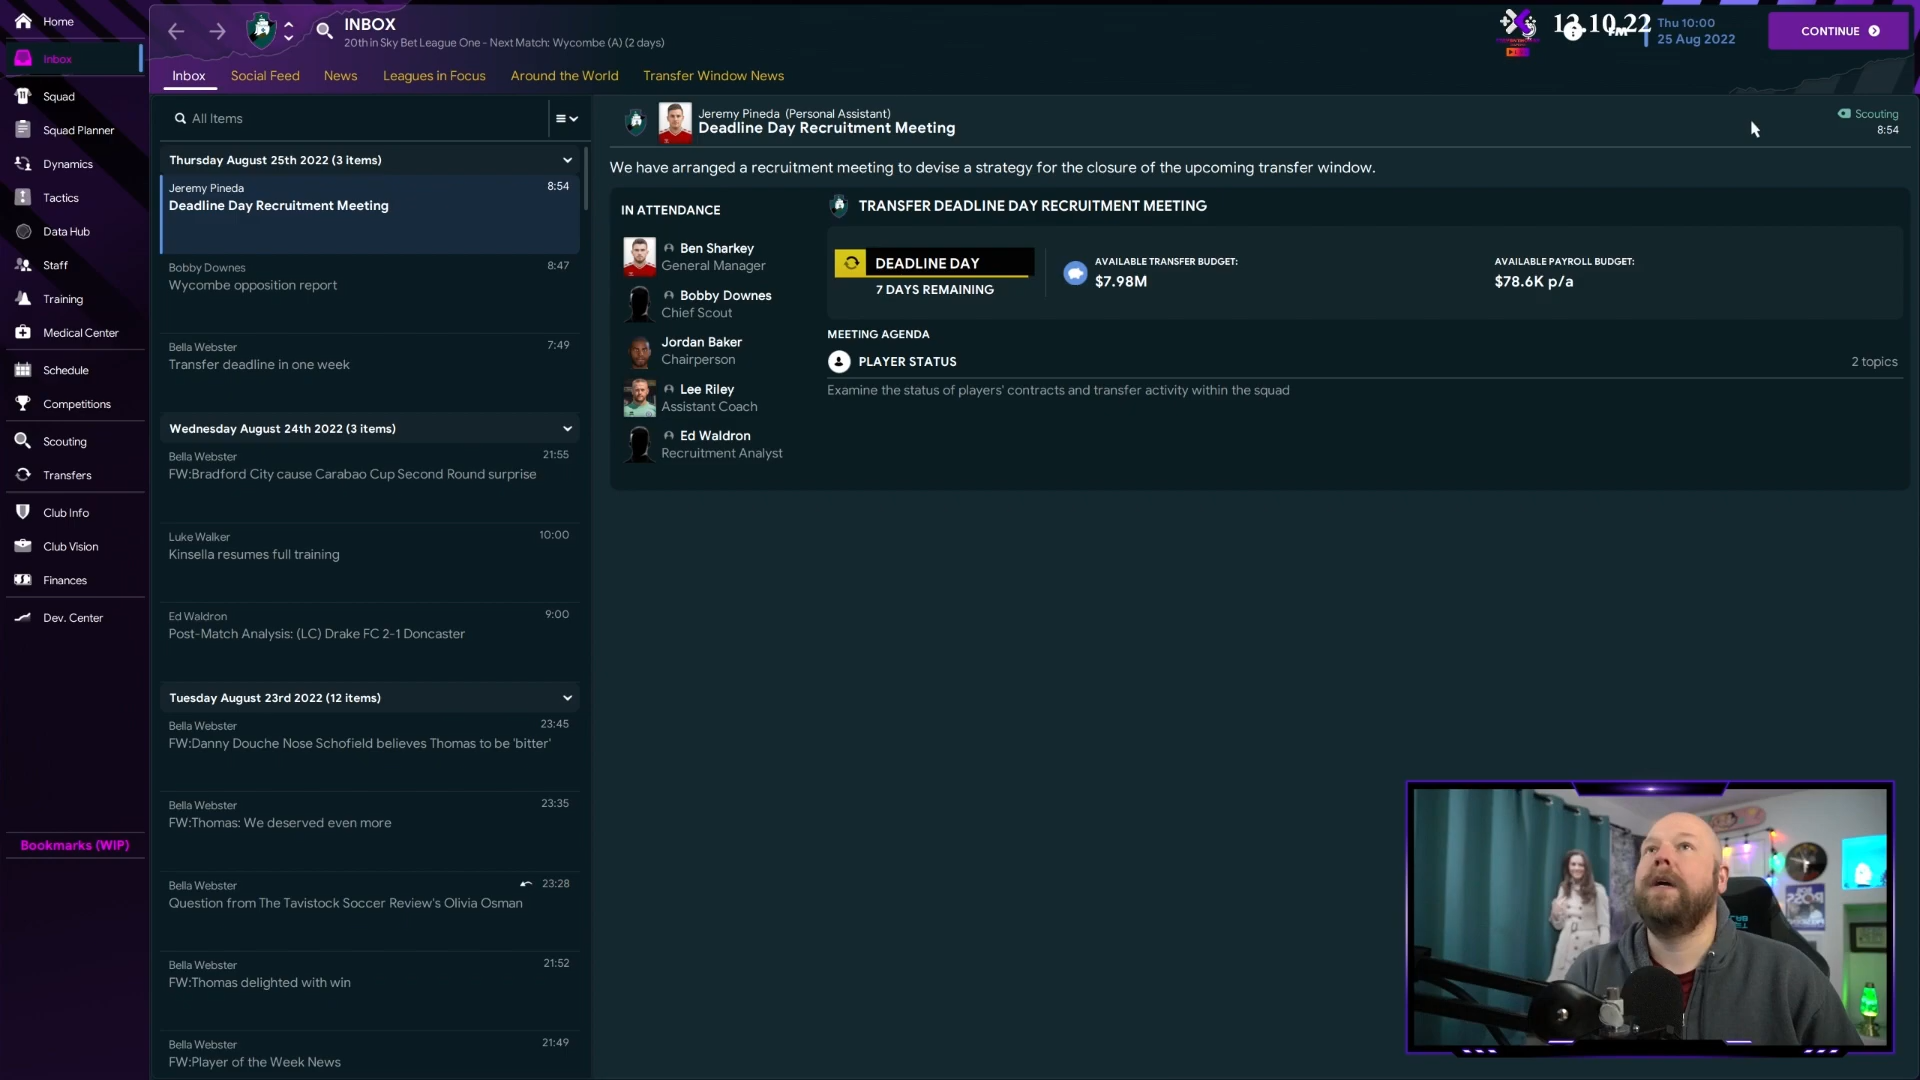 Home
Inbox
Squad
Squad Planner
Dynamics
Tactics
Data Hub
Staff
Training
Medical Center
Schedule
Competitions
Scouting
Transfers
Club Info
Club Vision
Finances
Dev. Center
Bookmarks (WIP)
INBOX
20th in Sky Bet League One - Next Match: Wycombe (A) (2 days)
Thu 10:00
25 Aug 2022
CONTINUE
Inbox Social Feed News Leagues in Focus Around the World Transfer Window News
All Items
Thursday August 25th 2022 (3 items)
Jeremy Pineda 8:54
Deadline Day Recruitment Meeting
Bobby Downes 8:47
Wycombe opposition report
Bella Webster 7:49
Transfer deadline in one week
Wednesday August 24th 2022 (3 items)
Bella Webster 21:55
FW:Bradford City cause Carabao Cup Second Round surprise
Luke Walker 10:00
Kinsella resumes full training
Ed Waldron 9:00
Post-Match Analysis: (LC) Drake FC 2-1 Doncaster
Tuesday August 23rd 2022 (12 items)
Bella Webster 23:45
FW:Danny Douche Nose Schofield believes Thomas to be 'bitter'
Bella Webster 23:35
FW:Thomas: We deserved even more
Bella Webster 23:28
Question from The Tavistock Soccer Review's Olivia Osman
Bella Webster 21:52
FW:Thomas delighted with win
Bella Webster 21:49
FW:Player of the Week News
Jeremy Pineda (Personal Assistant)
Deadline Day Recruitment Meeting
Scouting
8:54
We have arranged a recruitment meeting to devise a strategy for the closure of the upcoming transfer window.
IN ATTENDANCE
Ben Sharkey
General Manager
Bobby Downes
Chief Scout
Jordan Baker
Chairperson
Lee Riley
Assistant Coach
Ed Waldron
Recruitment Analyst
TRANSFER DEADLINE DAY RECRUITMENT MEETING
DEADLINE DAY
7 DAYS REMAINING
AVAILABLE TRANSFER BUDGET:
$7.98M
AVAILABLE PAYROLL BUDGET:
$78.6K p/a
MEETING AGENDA
PLAYER STATUS 2 topics
Examine the status of players' contracts and transfer activity within the squad